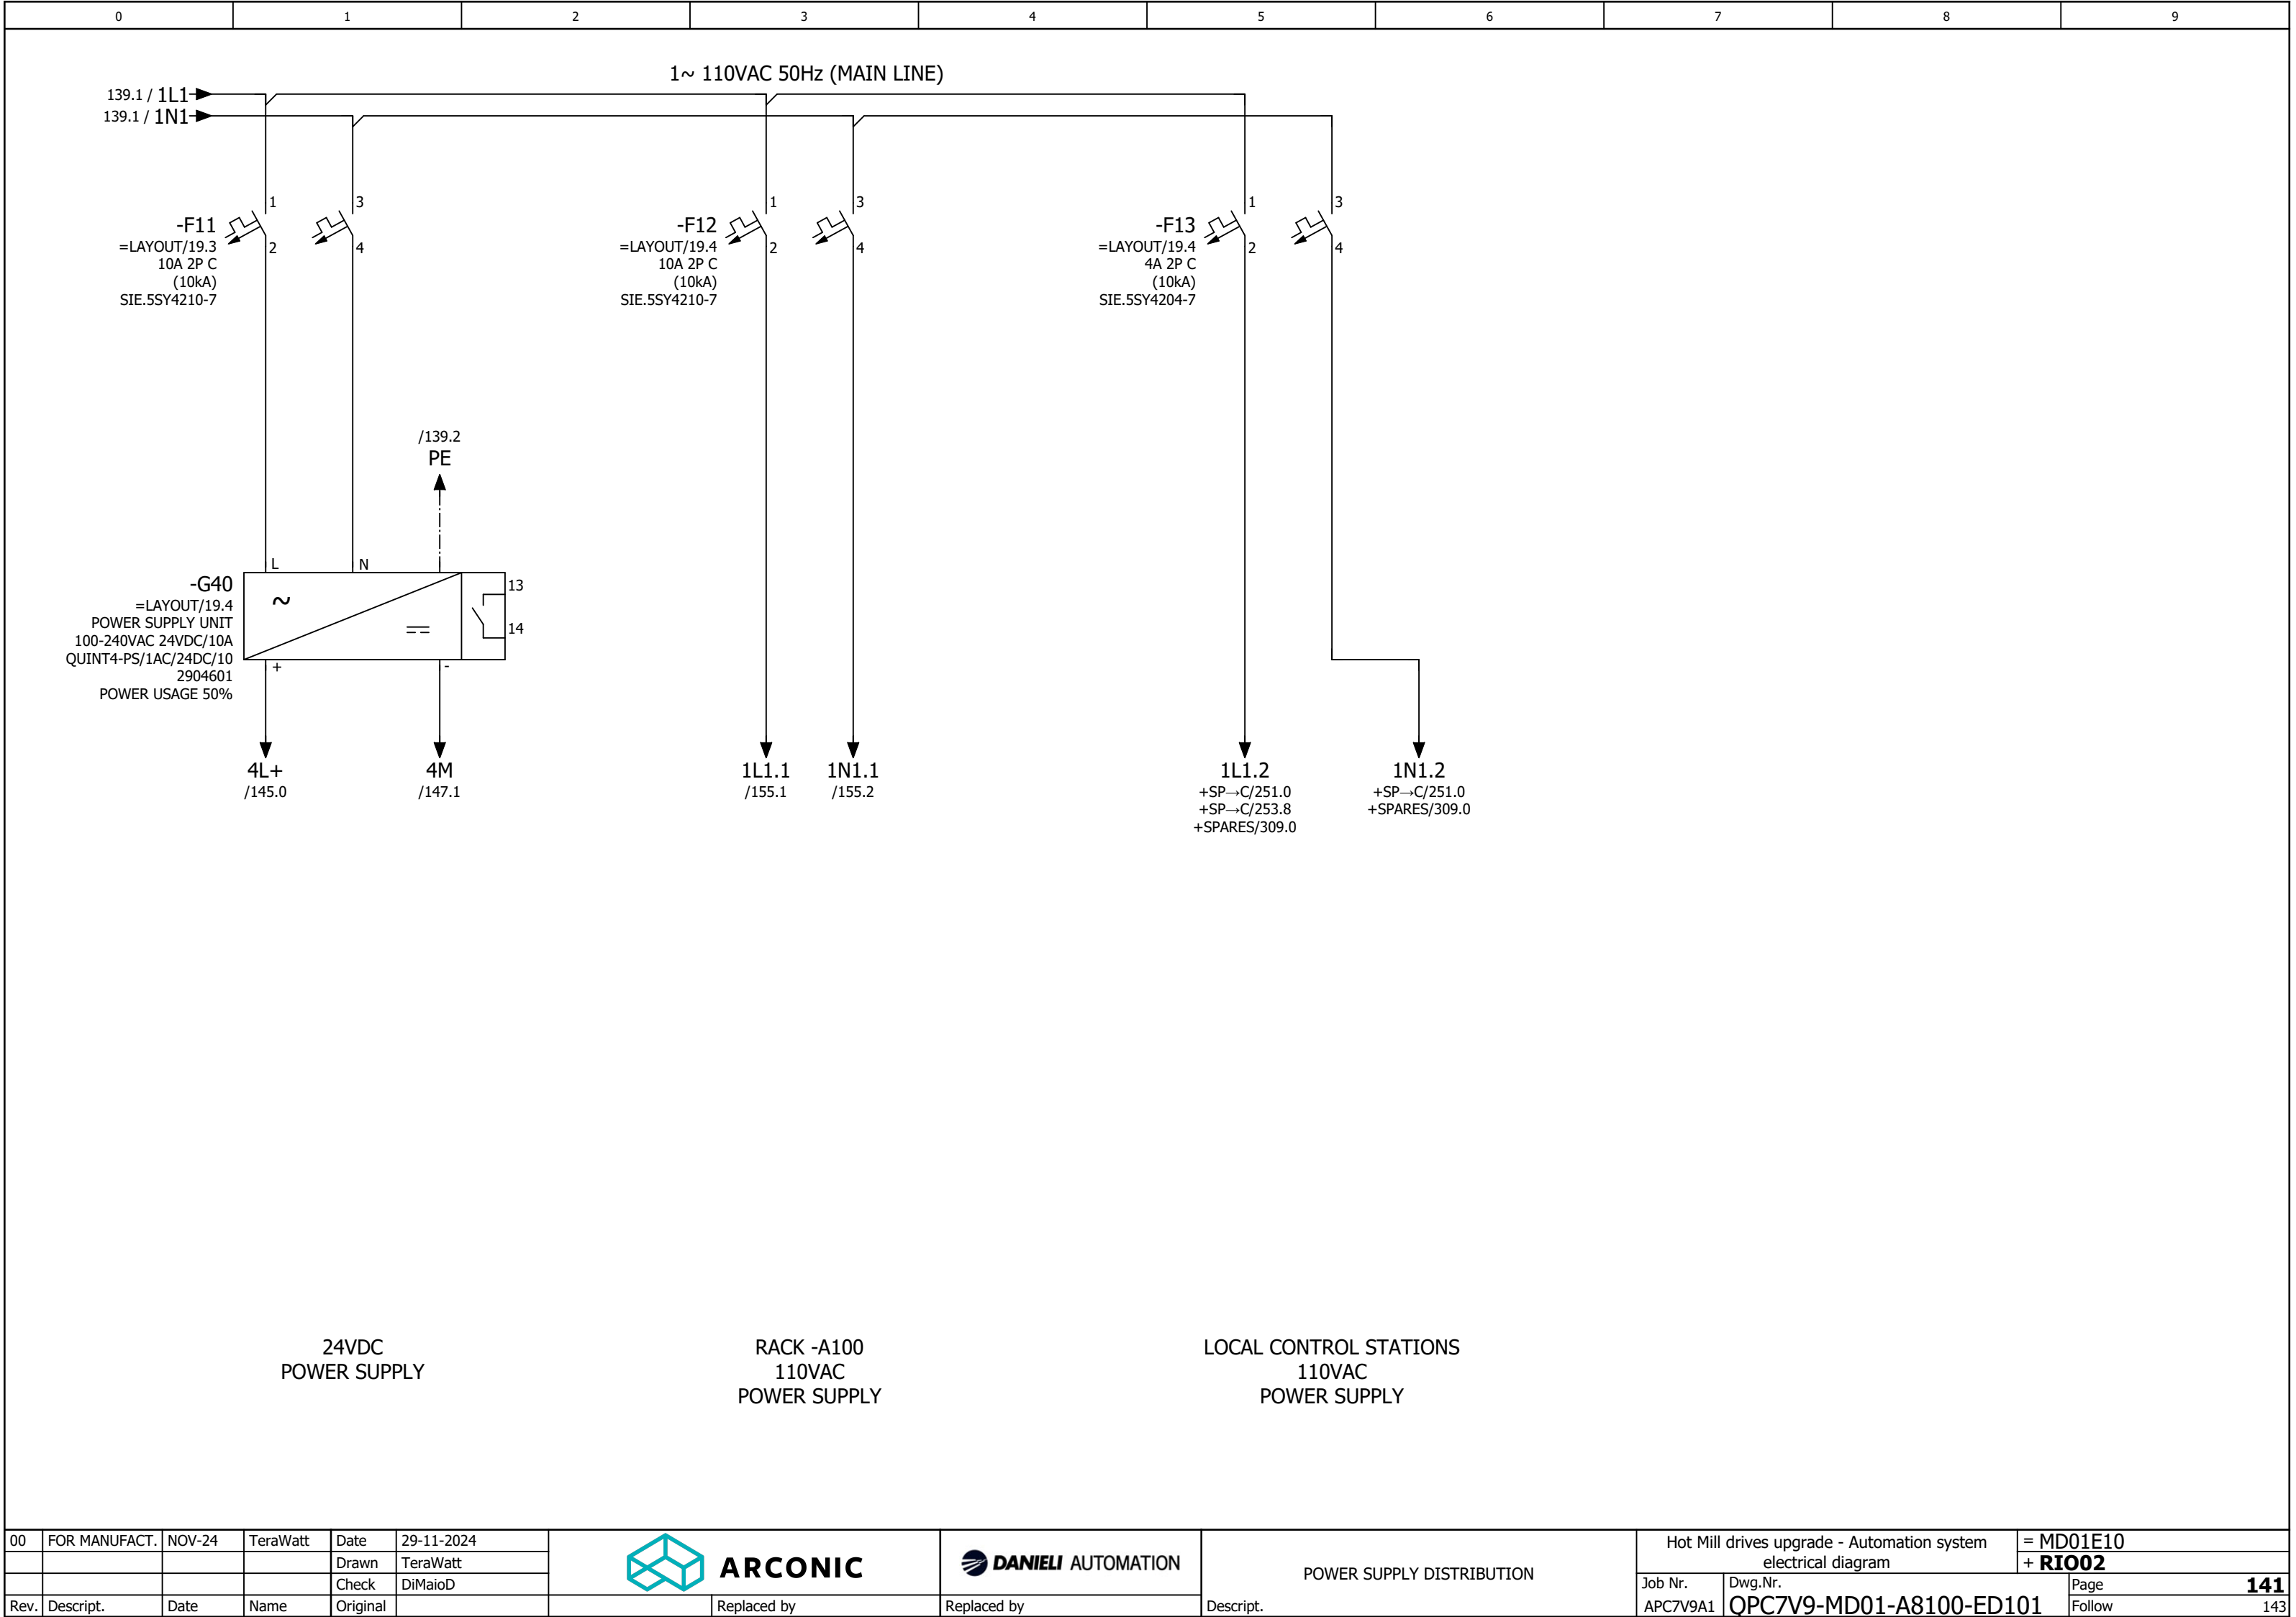 0 1 2 3 4 5 6 7 8 9
1~ 110VAC 50Hz (MAIN LINE)
139.1 / 1L1
139.1 / 1N1
1 3 1 3 1 3
-F11
=LAYOUT/19.3
10A 2P C
(10kA)
SIE.5SY4210-7
2 4
-F12
=LAYOUT/19.4
10A 2P C
(10kA)
SIE.5SY4210-7
2 4
-F13
=LAYOUT/19.4
4A 2P C
(10kA)
SIE.5SY4204-7
2 4
/139.2
PE
L N
-G40
=LAYOUT/19.4
POWER SUPPLY UNIT
100-240VAC 24VDC/10A
QUINT4-PS/1AC/24DC/10
2904601
POWER USAGE 50%
~
13
14
+ -
4L+
/145.0
4M
/147.1
1L1.1
/155.1
1N1.1
/155.2
1L1.2
+SP→C/251.0
+SP→C/253.8
+SPARES/309.0
1N1.2
+SP→C/251.0
+SPARES/309.0
24VDC
POWER SUPPLY
RACK -A100
110VAC
POWER SUPPLY
LOCAL CONTROL STATIONS
110VAC
POWER SUPPLY
00 FOR MANUFACT. NOV-24 TeraWatt Date 29-11-2024
Drawn TeraWatt
Check DiMaioD
Rev. Descript. Date Name Original
ARCONIC
Replaced by
DANIELI AUTOMATION
Replaced by
POWER SUPPLY DISTRIBUTION
Descript.
Hot Mill drives upgrade - Automation system
electrical diagram
= MD01E10
+ RIO02
Job Nr.
APC7V9A1
Dwg.Nr.
QPC7V9-MD01-A8100-ED101
Page 141
Follow 143